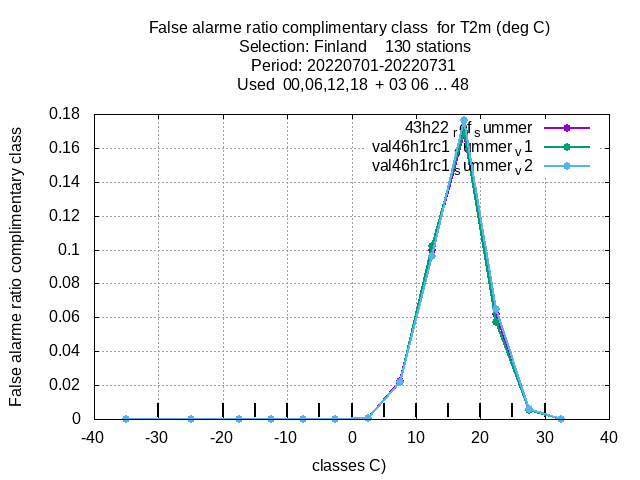 False alarme ratio complimentary class for T2m (deg C)
Selection: Finland 130 stations
Period: 20220701-20220731
Used 00,06,12,18 + 03 06 ... 48
False alarme ratio complimentary class
0.18
0.16
0.14
0.12
0.1
0.08
0.06
0.04
0.02
0
43h22 ref summer
val46h1rc1 summer v 1
val46h1rc1 summer v 2
-40 -30 -20 -10 0 10 20 30 40
classes C)